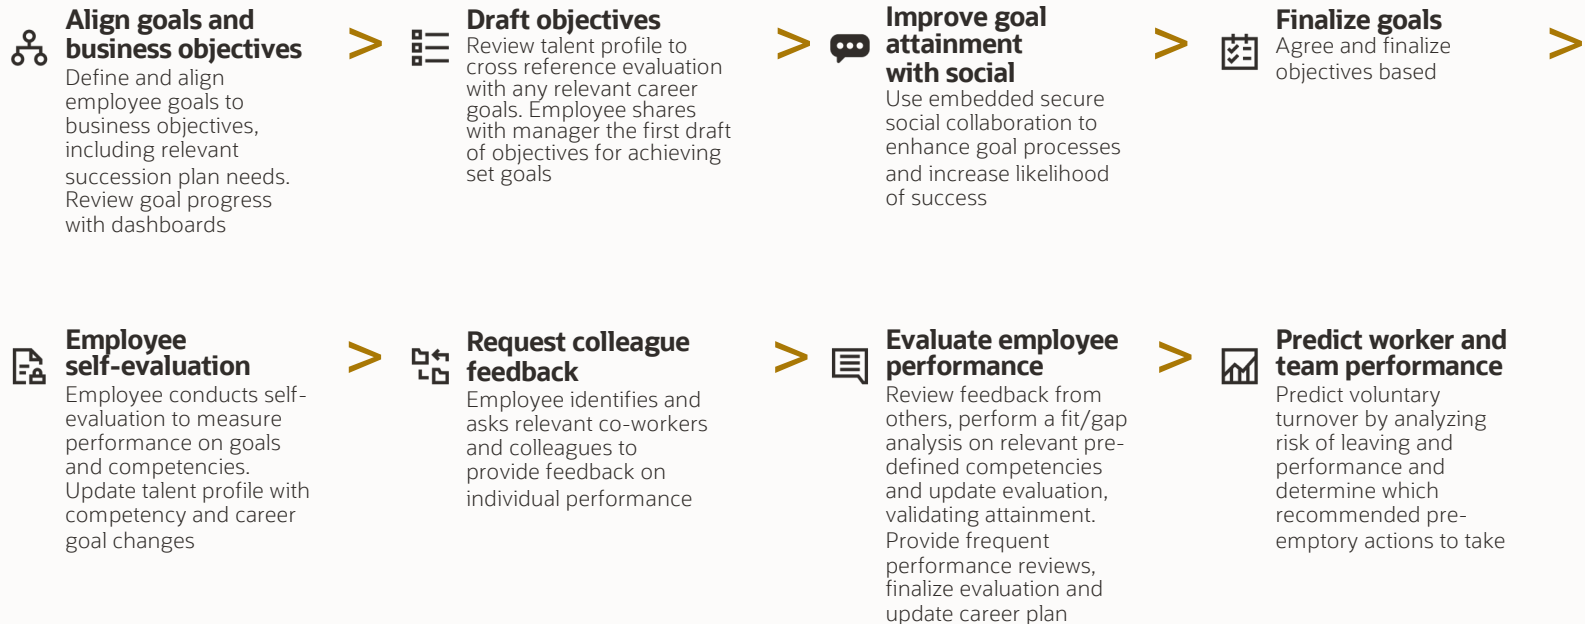 Align goals and
business objectives
Define and align
employee goals to
business objectives,
including relevant
succession plan needs.
Review goal progress
with dashboards
>
Draft objectives
Review talent profile to
cross reference evaluation
with any relevant career
goals. Employee shares
with manager the first draft
of objectives for achieving
set goals
>
Improve goal
attainment
with social
Use embedded secure
social collaboration to
enhance goal processes
and increase likelihood
of success
>
Finalize goals
Agree and finalize
objectives based
>
Employee
self-evaluation
Employee conducts self-
evaluation to measure
performance on goals
and competencies.
Update talent profile with
competency and career
goal changes
>
Request colleague
feedback
Employee identifies and
asks relevant co-workers
and colleagues to
provide feedback on
individual performance
>
Evaluate employee
performance
Review feedback from
others, perform a fit/gap
analysis on relevant pre-
defined competencies
and update evaluation,
validating attainment.
Provide frequent
performance reviews,
finalize evaluation and
update career plan
>
Predict worker and
team performance
Predict voluntary
turnover by analyzing
risk of leaving and
performance and
determine which
recommended pre-
emptory actions to take